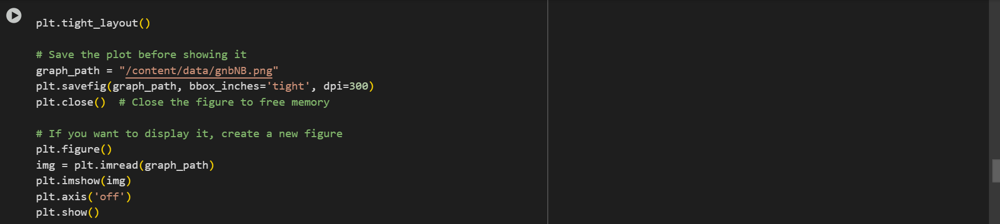 plt.tight_layout()
# Save the plot before showing it
graph_path = "/content/data/gnbNB.png"
plt.savefig(graph_path, bbox_inches='tight', dpi=300)
plt.close()  # Close the figure to free memory
# If you want to display it, create a new figure
plt.figure()
img = plt.imread(graph_path)
plt.imshow(img)
plt.axis('off')
plt.show()